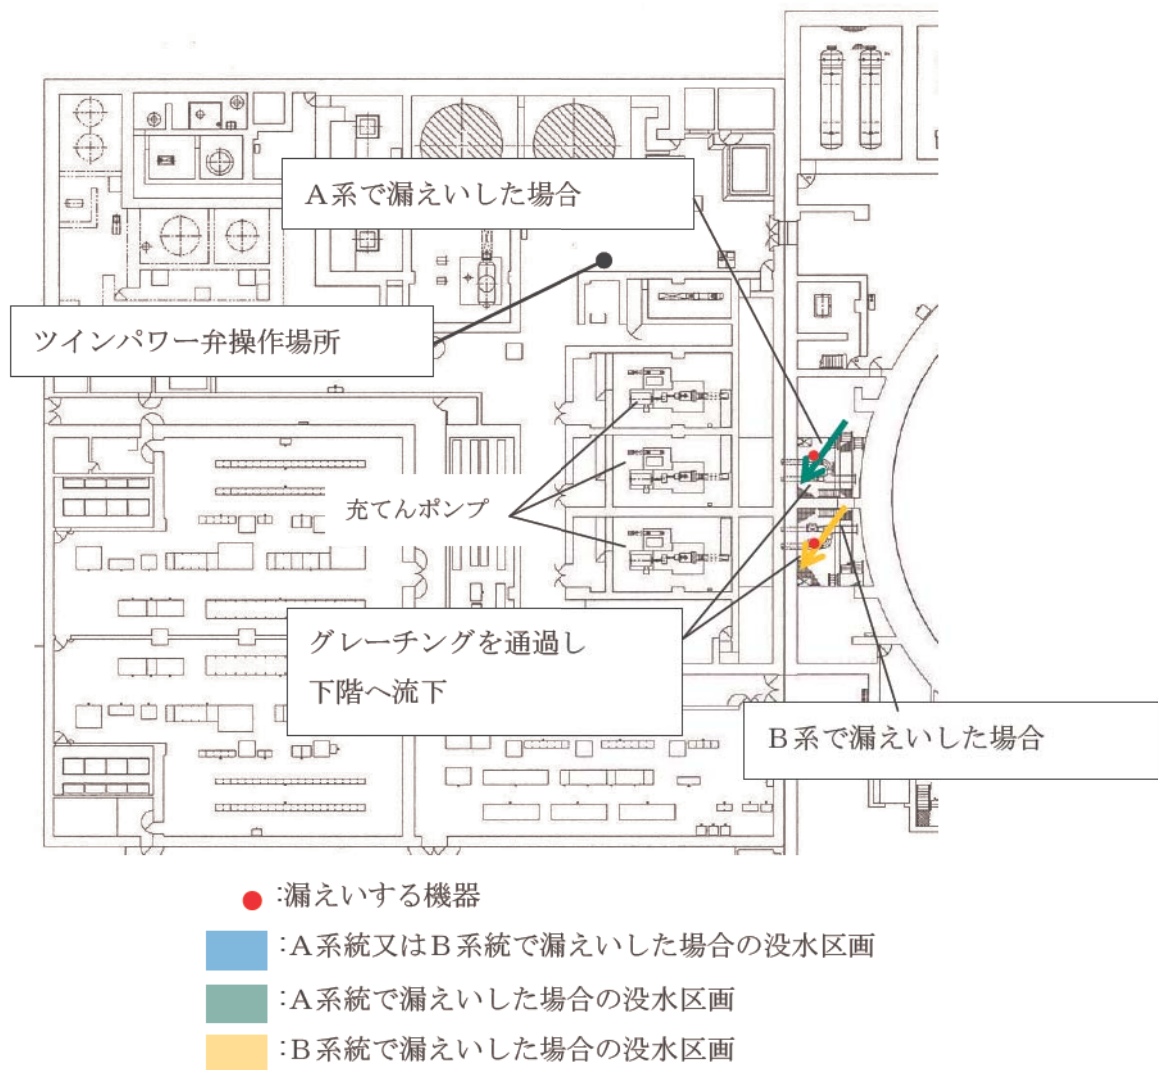 A系で漏えいした場合
ツインパワー弁操作場所
充てんポンプ
グレーチングを通過し
下階へ流下
B系で漏えいした場合
:漏えいする機器
:A系統又はB系統で漏えいした場合の没水区画
:A系統で漏えいした場合の没水区画
:B系統で漏えいした場合の没水区画